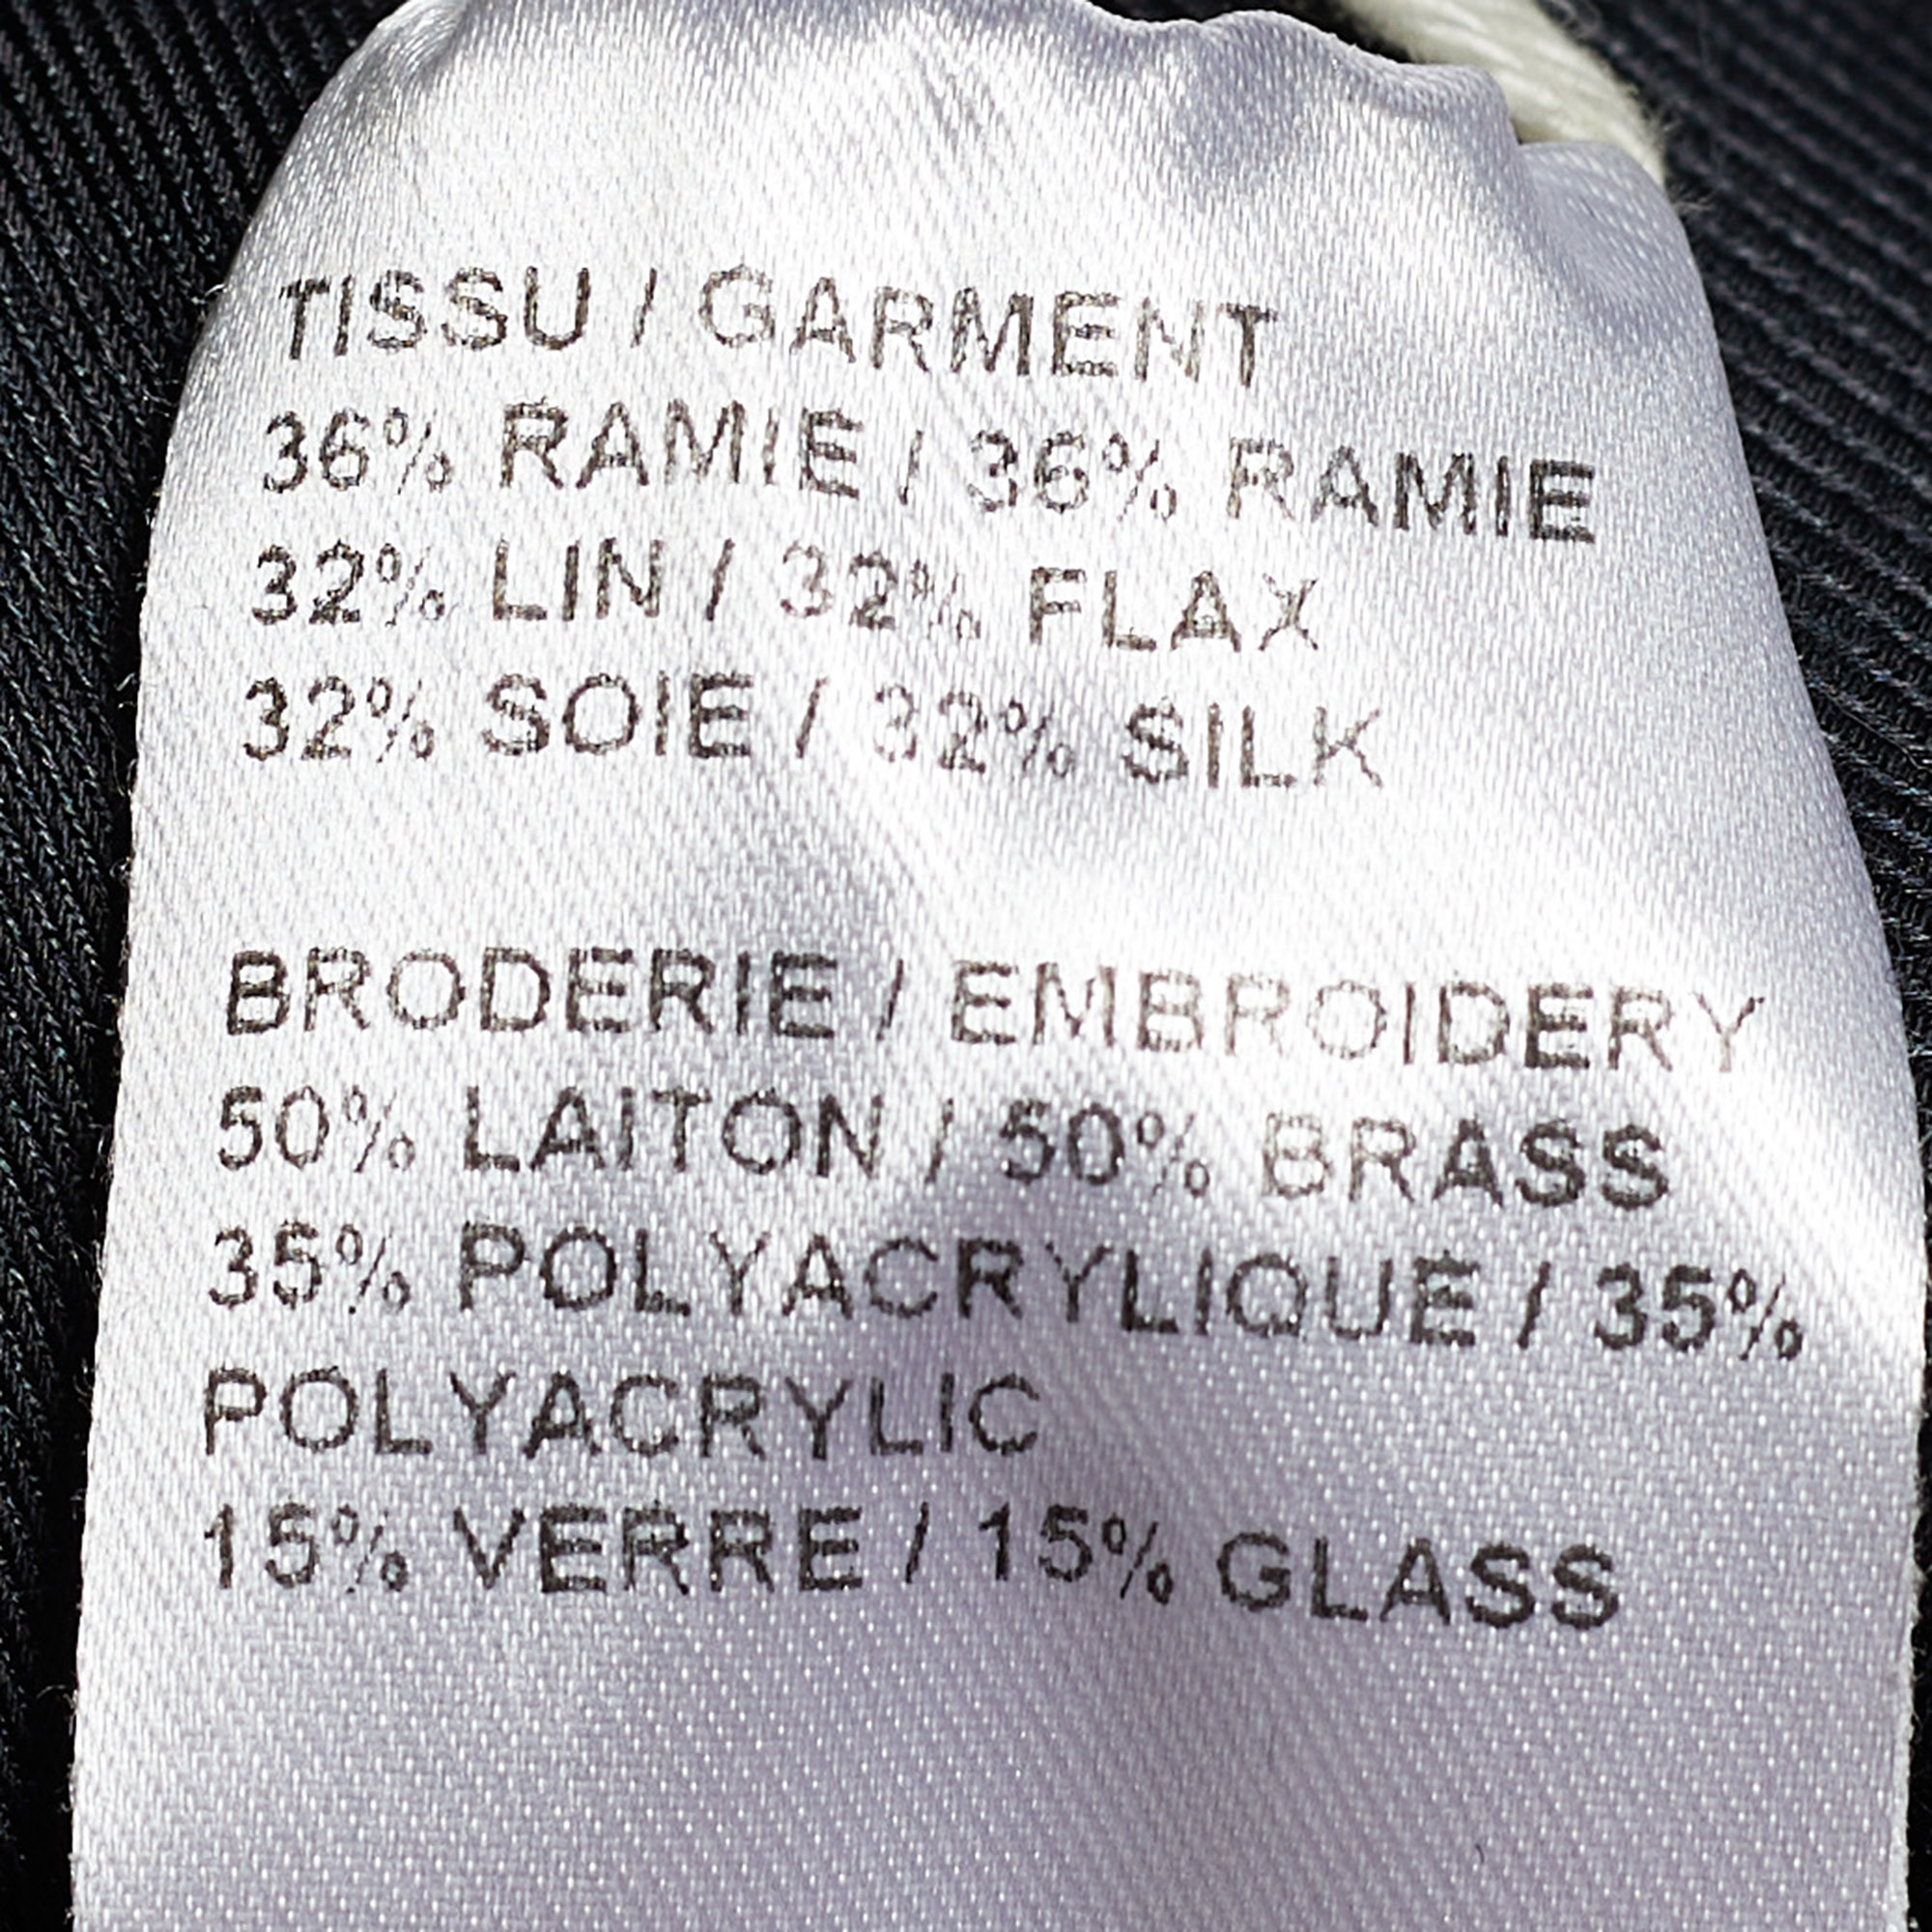 TISSU / GARMENT
36% RAMIE / 36% RAMIE
32% LIN / 32% FLAX
32% SOIE / 32% SILK
BRODERIE / EMBROIDERY
50% LAITON / 50% BRASS
35% POLYACRYLIQUE / 35%
POLYACRYLIC
15% VERRE / 15% GLASS